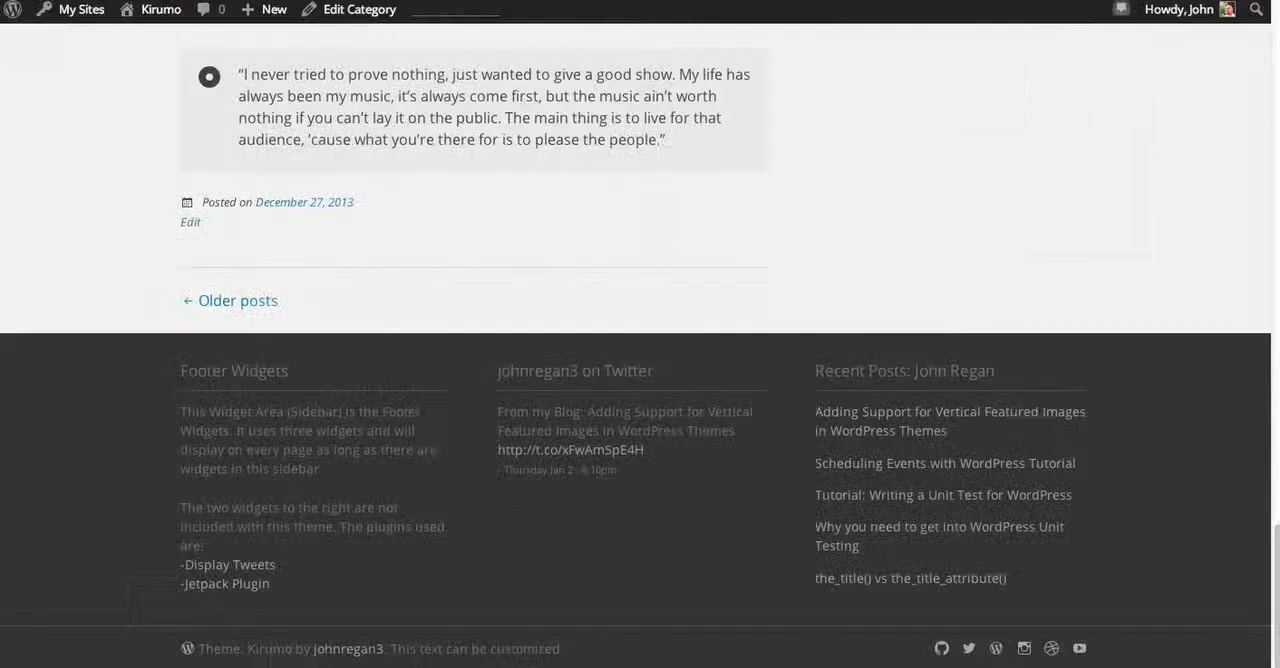 My Sites Kirumo 0 New Edit Category Howdy, John
“I never tried to prove nothing, just wanted to give a good show. My life has
always been my music, it’s always come first, but the music ain’t worth
nothing if you can’t lay it on the public. The main thing is to live for that
audience, ’cause what you’re there for is to please the people.”
Posted on December 27, 2013
Edit
← Older posts
Footer Widgets
This Widget Area (Sidebar) is the Footer
Widgets. It uses three widgets and will
display on every page as long as there are
widgets in this sidebar
The two widgets to the right are not
included with this theme. The plugins used
are:
-Display Tweets
-Jetpack Plugin
johnregan3 on Twitter
From my Blog: Adding Support for Vertical
Featured Images in WordPress Themes
http://t.co/xFwAmSpE4H
- Thursday Jan 2 - 10pm
Recent Posts: John Regan
Adding Support for Vertical Featured Images
in WordPress Themes
Scheduling Events with WordPress Tutorial
Tutorial: Writing a Unit Test for WordPress
Why you need to get into WordPress Unit
Testing
the_title() vs the_title_attribute()
Theme: Kirumo by johnregan3. This text can be customized